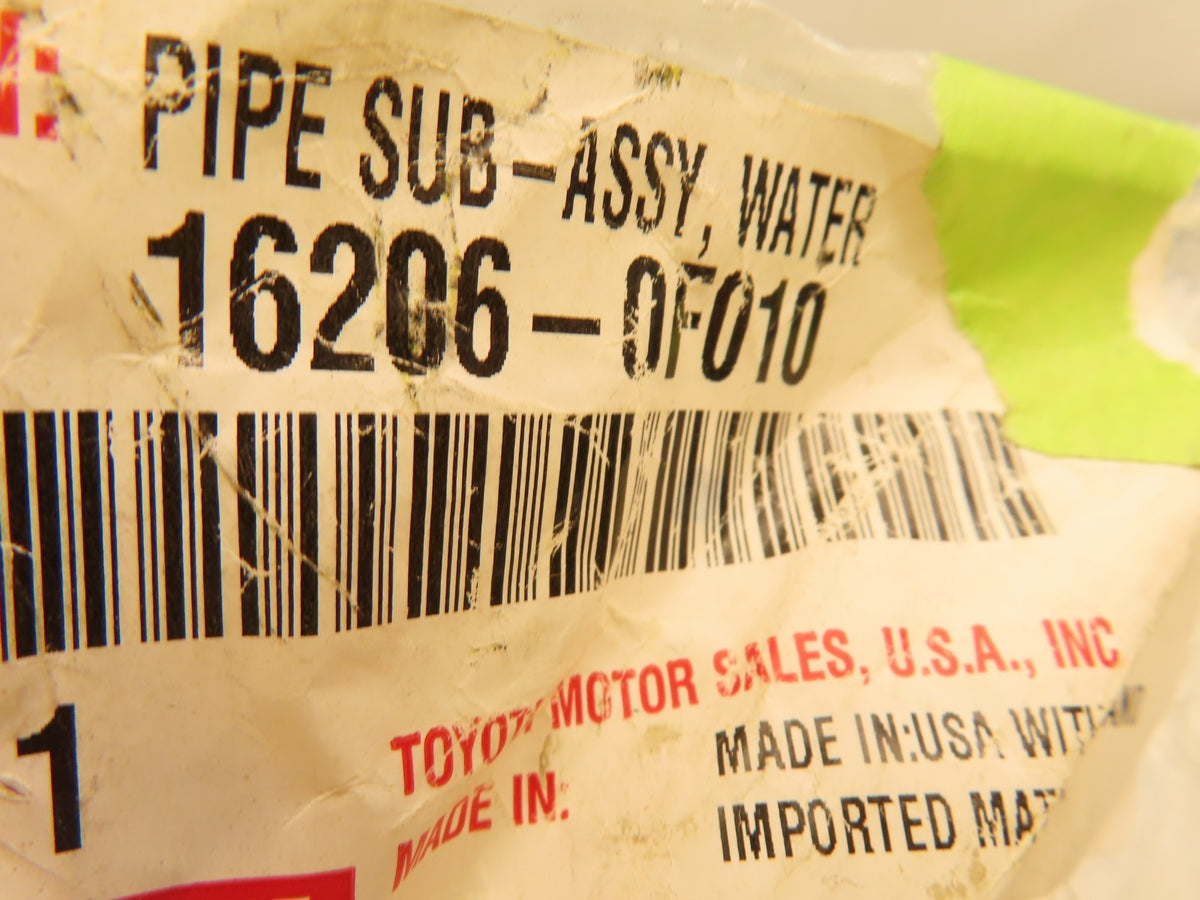 PIPE SUB-ASSY, WATER
16206-0F010
1
TOYOTA MOTOR SALES, U.S.A., INC
MADE IN:
MADE IN:USA WITH
IMPORTED